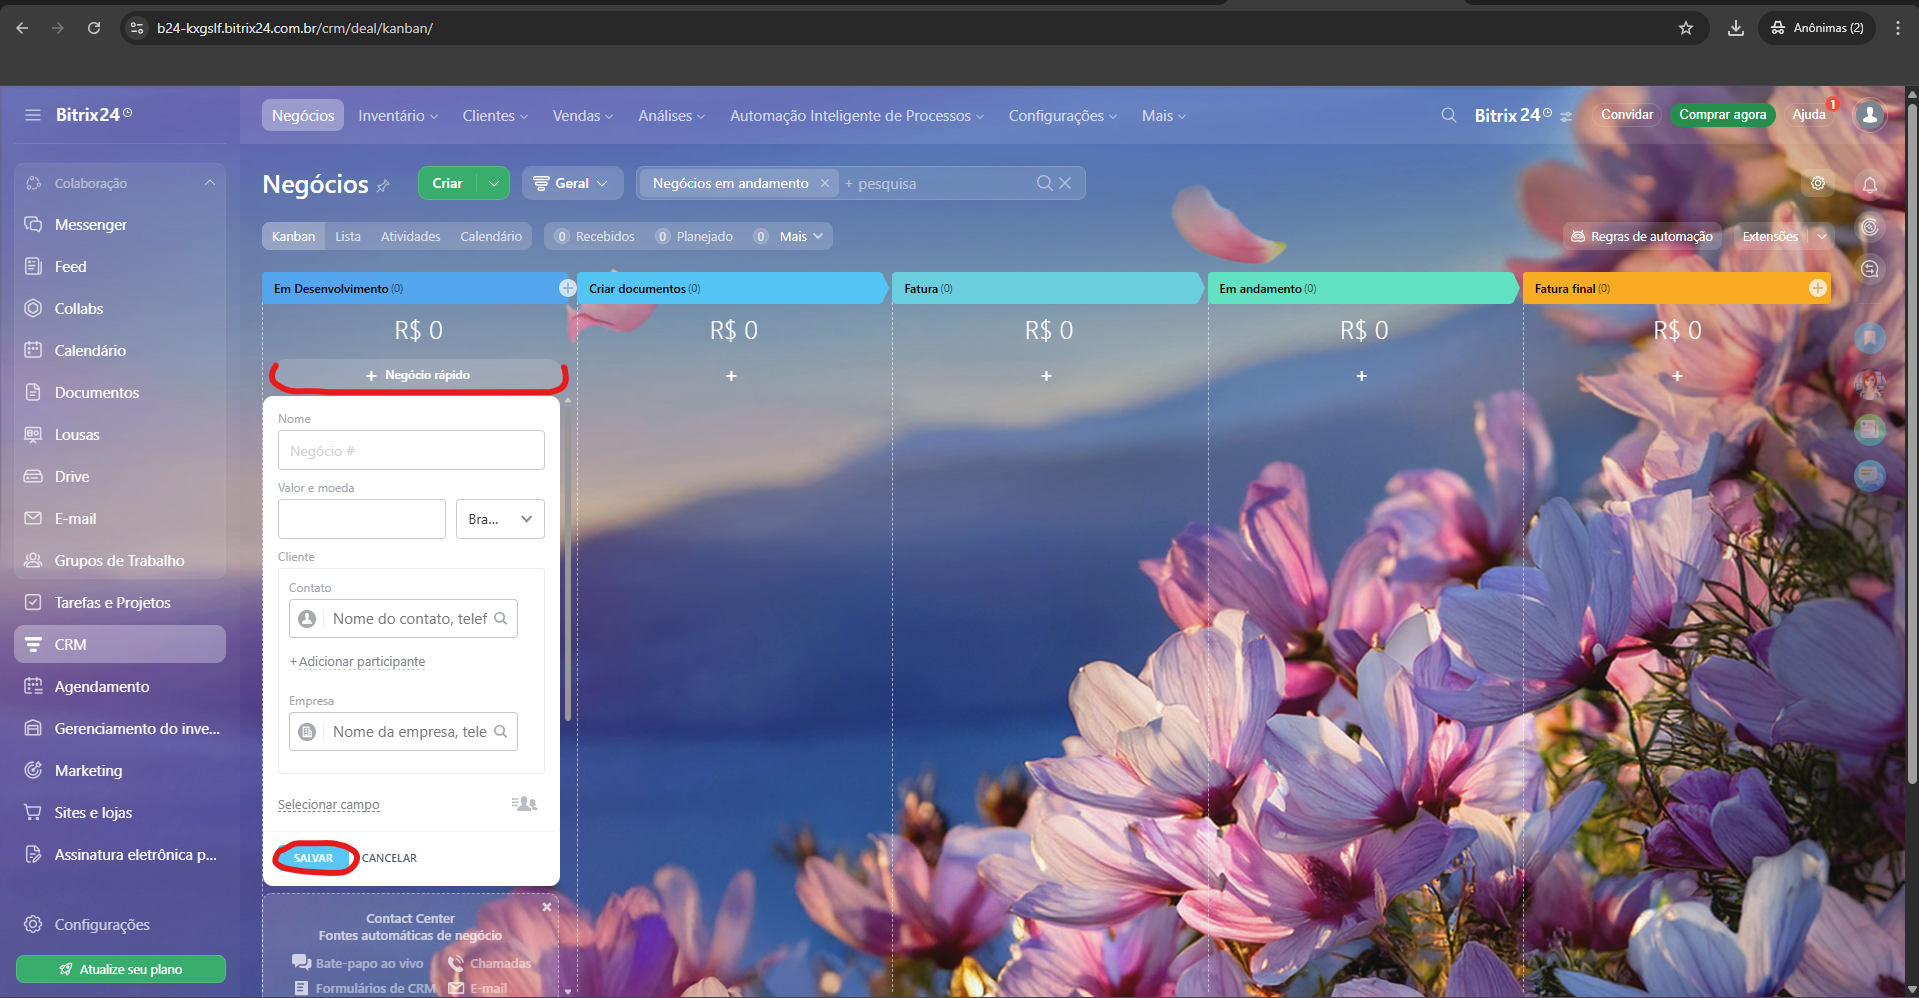 b24-kxgslf.bitrix24.com.br/crm/deal/kanban/
Anônimas (2)
Bitrix24
Negócios
Inventário
Clientes
Vendas
Análises
Automação Inteligente de Processos
Configurações
Mais
Bitrix 24
Convidar
Comprar agora
Ajuda
1
Colaboração
Messenger
Feed
Collabs
Calendário
Documentos
Lousas
Drive
E-mail
Grupos de Trabalho
Tarefas e Projetos
CRM
Agendamento
Gerenciamento do inve...
Marketing
Sites e lojas
Assinatura eletrônica p...
Configurações
Atualize seu plano
Negócios
Criar
Geral
Negócios em andamento
+ pesquisa
Kanban
Lista
Atividades
Calendário
0 Recebidos
0 Planejado
0 Mais
Regras de automação
Extensões
Em Desenvolvimento (0)
Criar documentos (0)
Fatura (0)
Em andamento (0)
Fatura final (0)
R$ 0
R$ 0
R$ 0
R$ 0
R$ 0
+ Negócio rápido
+
+
+
+
Nome
Negócio #
Valor e moeda
Bra...
Cliente
Contato
Nome do contato, telef
+ Adicionar participante
Empresa
Nome da empresa, tele
Selecionar campo
SALVAR
CANCELAR
Contact Center
Fontes automáticas de negócio
Bate-papo ao vivo
Chamadas
Formulários de CRM
E-mail